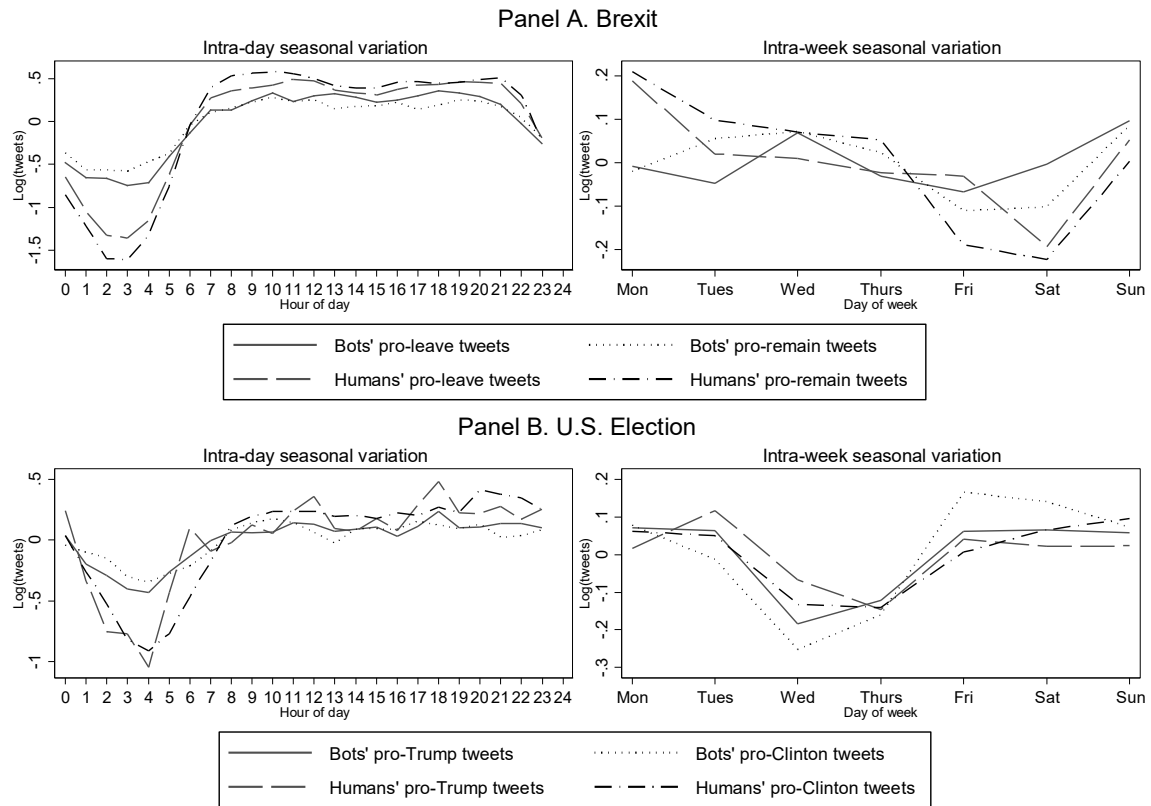 Panel A. Brexit
Intra-day seasonal variation
Log(tweets)
.5
0
-.5
-1
-1.5
0 1 2 3 4 5 6 7 8 9 10 11 12 13 14 15 16 17 18 19 20 21 22 23 24
Hour of day
Intra-week seasonal variation
Log(tweets)
.2
.1
0
-.1
-.2
Mon Tues Wed Thurs Fri Sat Sun
Day of week
Bots' pro-leave tweets Bots' pro-remain tweets
Humans' pro-leave tweets Humans' pro-remain tweets
Panel B. U.S. Election
Intra-day seasonal variation
Log(tweets)
.5
0
-.5
-1
0 1 2 3 4 5 6 7 8 9 10 11 12 13 14 15 16 17 18 19 20 21 22 23 24
Hour of day
Intra-week seasonal variation
Log(tweets)
.2
.1
0
-.1
-.2
-.3
Mon Tues Wed Thurs Fri Sat Sun
Day of week
Bots' pro-Trump tweets Bots' pro-Clinton tweets
Humans' pro-Trump tweets Humans' pro-Clinton tweets